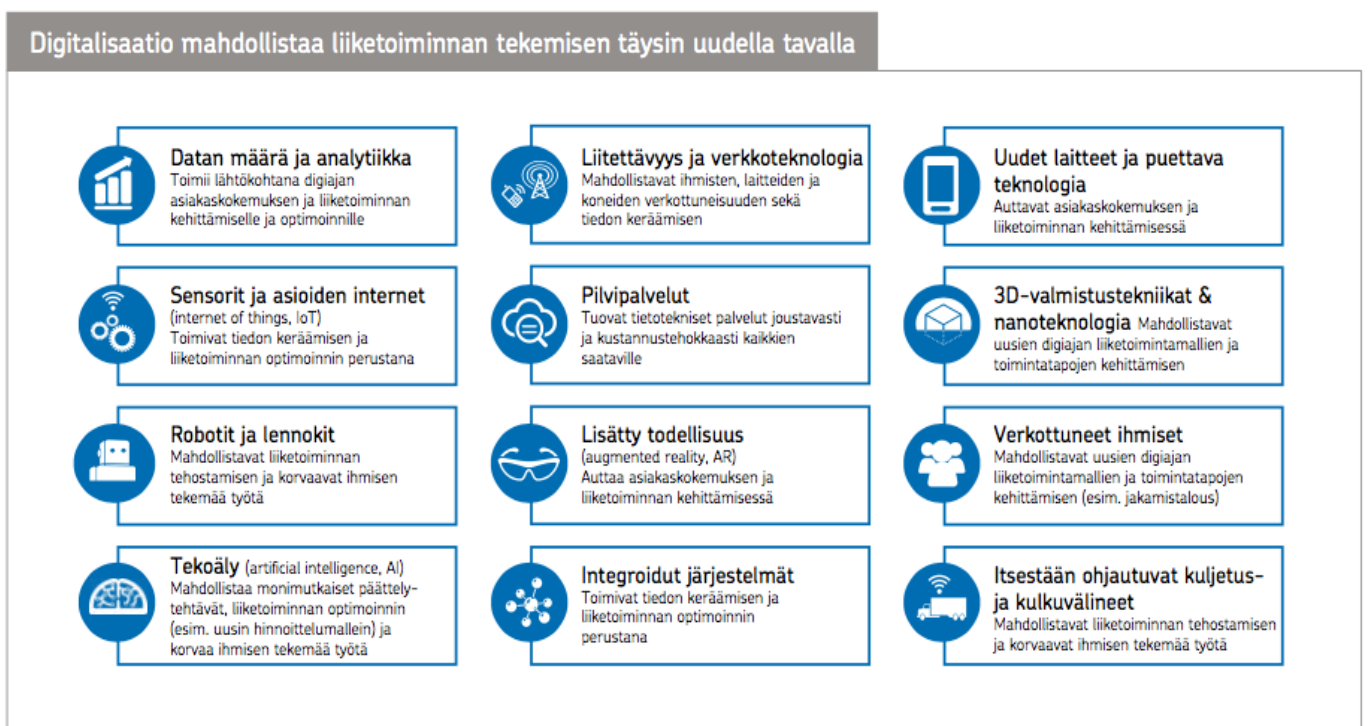 Digitalisaatio mahdollistaa liiketoiminnan tekemisen täysin uudella tavalla
Datan määrä ja analytiikka
Toimii lähtökohtana digiajan
asiakaskokemuksen ja liiketoiminnan
kehittämiselle ja optimoinnille
Liitettävyys ja verkkoteknologia
Mahdollistavat ihmisten, laitteiden ja
koneiden verkottuneisuuden sekä
tiedon keräämisen
Uudet laitteet ja puettava
teknologia
Auttavat asiakaskokemuksen ja
liiketoiminnan kehittämisessä
Sensorit ja asioiden internet
(internet of things, IoT)
Toimivat tiedon keräämisen ja
liiketoiminnan optimoinnin perustana
Pilvipalvelut
Tuovat tietotekniset palvelut joustavasti
ja kustannustehokkaasti kaikkien
saataville
3D-valmistustekniikat &
nanoteknologia Mahdollistavat
uusien digiajan liiketoimintamallien ja
toimintatapojen kehittämisen
Robotit ja lennokit
Mahdollistavat liiketoiminnan
tehostamisen ja korvaavat ihmisen
tekemää työtä
Lisätty todellisuus
(augmented reality, AR)
Auttaa asiakaskokemuksen ja
liiketoiminnan kehittämisessä
Verkottuneet ihmiset
Mahdollistavat uusien digiajan
liiketoimintamallien ja toimintatapojen
kehittämisen (esim. jakamistalous)
Tekoäly (artificial intelligence, AI)
Mahdollistaa monimutkaiset päättely-
tehtävät, liiketoiminnan optimoinnin
(esim. uusin hinnoittelumallein) ja
korvaa ihmisen tekemää työtä
Integroidut järjestelmät
Toimivat tiedon keräämisen ja
liiketoiminnan optimoinnin
perustana
Itsestään ohjautuvat kuljetus-
ja kulkuvälineet
Mahdollistavat liiketoiminnan tehostamisen
ja korvaavat ihmisen tekemää työtä